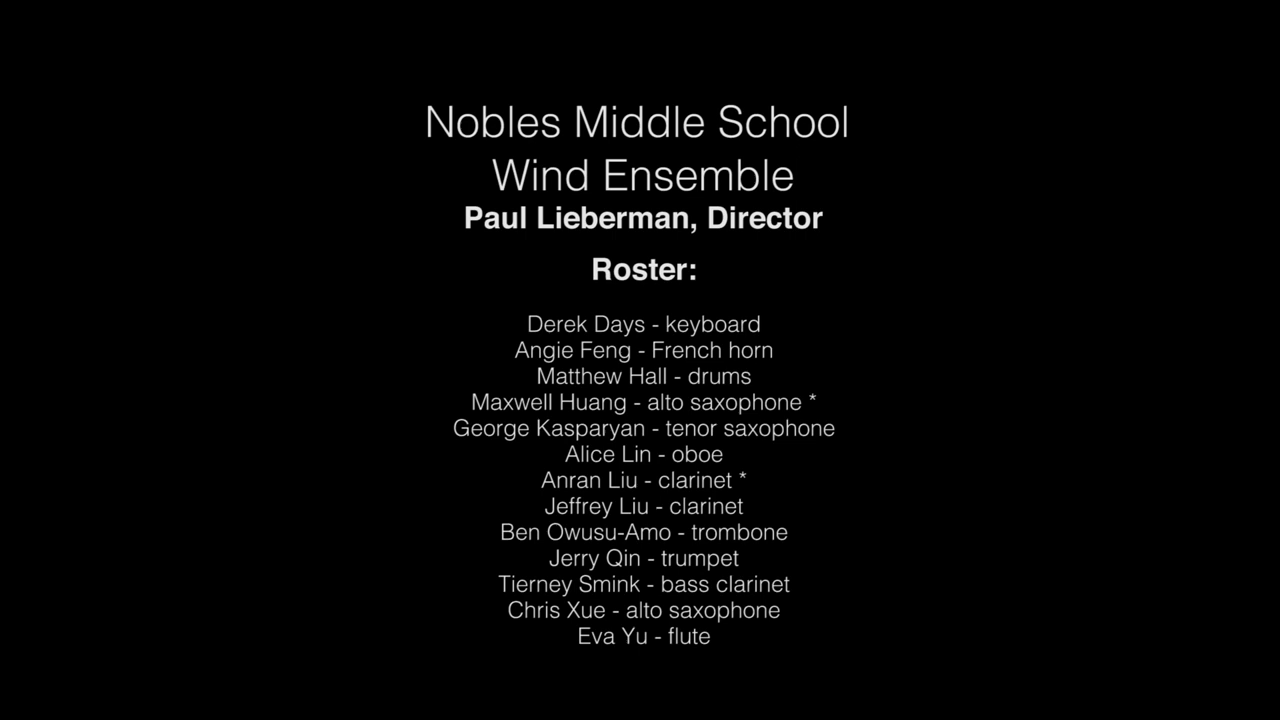 Nobles Middle School
Wind Ensemble
Paul Lieberman, Director
Roster:
Derek Days - keyboard
Angie Feng - French horn
Matthew Hall - drums
Maxwell Huang - alto saxophone *
George Kasparyan - tenor saxophone
Alice Lin - oboe
Anran Liu - clarinet *
Jeffrey Liu - clarinet
Ben Owusu-Amo - trombone
Jerry Qin - trumpet
Tierney Smink - bass clarinet
Chris Xue - alto saxophone
Eva Yu - flute